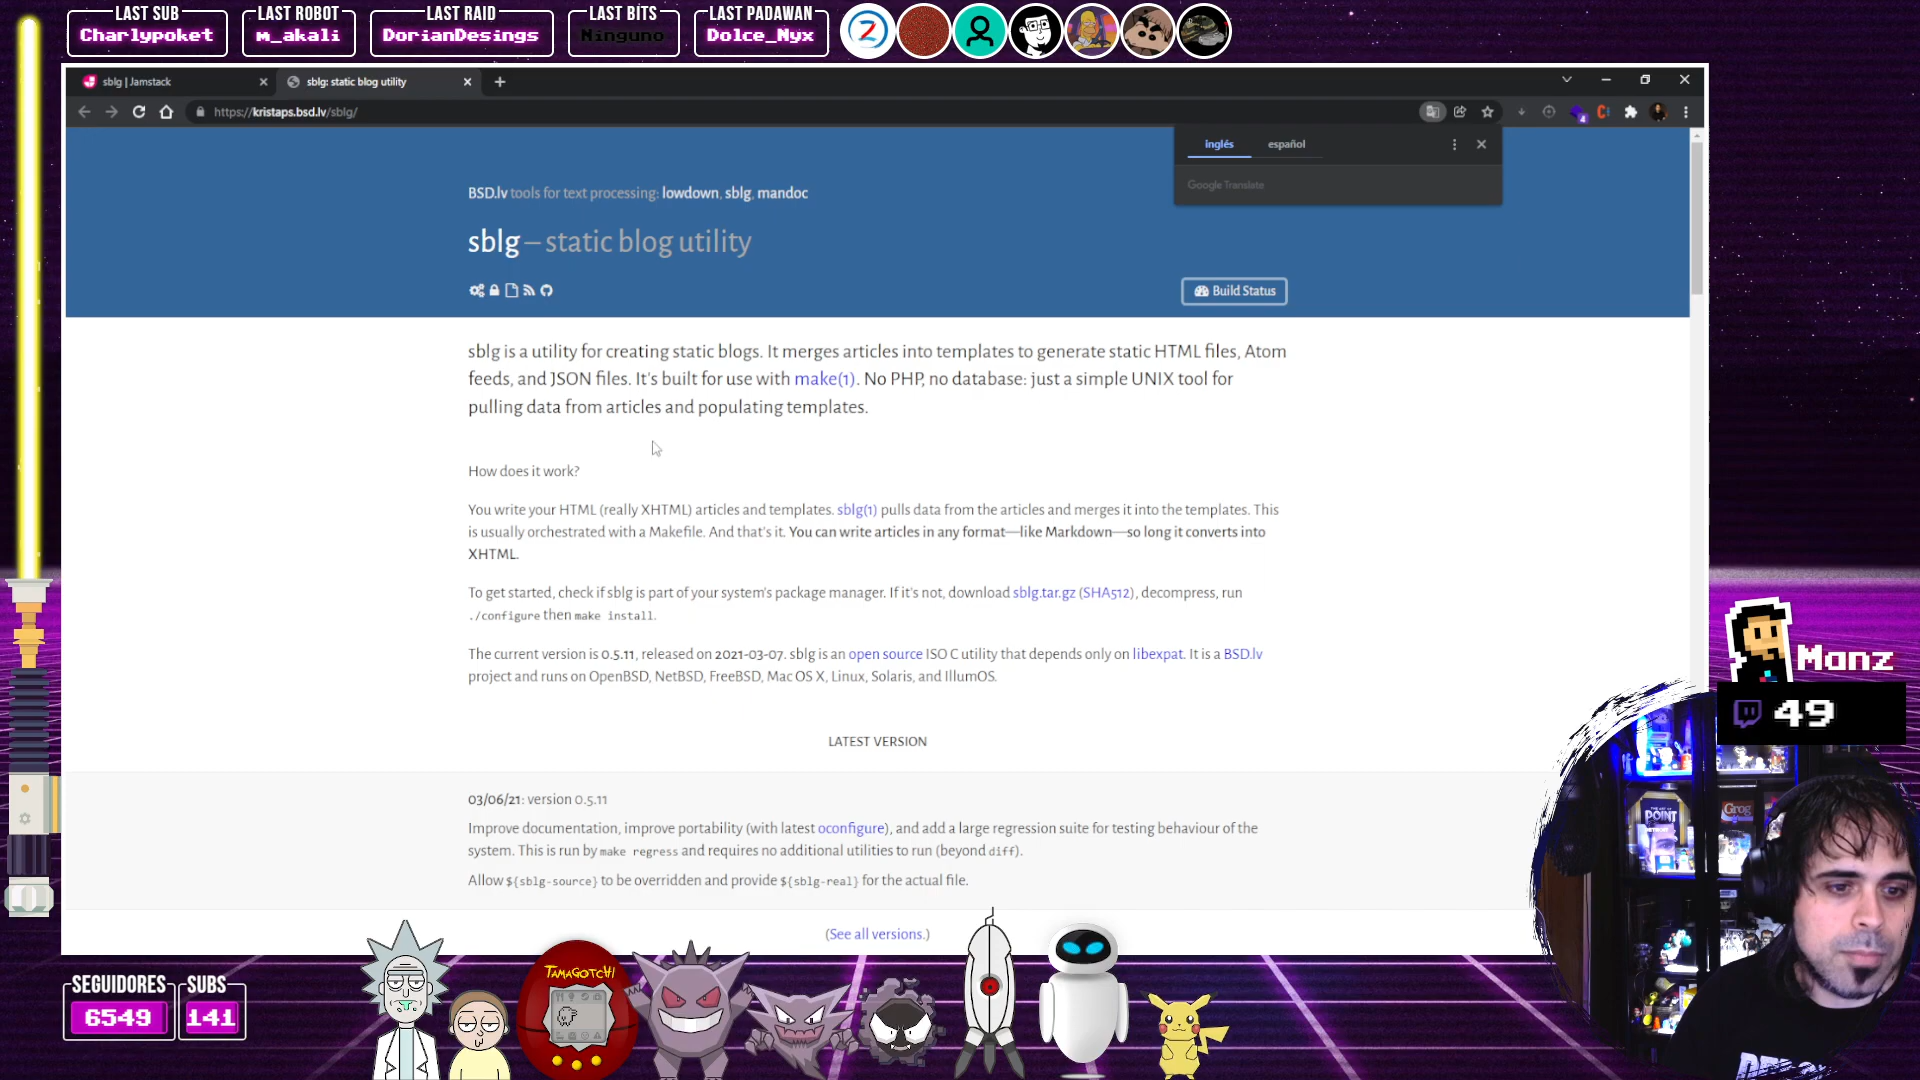 LAST SUB
Charlypoket
LAST ROBOT
m_akali
LAST RAID
DorianDesings
LAST BITS
Ninguno
LAST PADAWAN
Dolce_Nyx
sblg | Jamstack
sblg: static blog utility
https://kristaps.bsd.lv/sblg/
inglés
español
Google Translate
BSD.lv tools for text processing: lowdown, sblg, mandoc
sblg – static blog utility
Build Status
sblg is a utility for creating static blogs. It merges articles into templates to generate static HTML files, Atom
feeds, and JSON files. It's built for use with make(1). No PHP, no database: just a simple UNIX tool for
pulling data from articles and populating templates.
How does it work?
You write your HTML (really XHTML) articles and templates. sblg(1) pulls data from the articles and merges it into the templates. This
is usually orchestrated with a Makefile. And that's it. You can write articles in any format—like Markdown—so long it converts into
XHTML.
To get started, check if sblg is part of your system's package manager. If it's not, download sblg.tar.gz (SHA512), decompress, run
./configure then make install.
The current version is 0.5.11, released on 2021-03-07. sblg is an open source ISO C utility that depends only on libexpat. It is a BSD.lv
project and runs on OpenBSD, NetBSD, FreeBSD, Mac OS X, Linux, Solaris, and IllumOS.
LATEST VERSION
03/06/21: version 0.5.11
Improve documentation, improve portability (with latest oconfigure), and add a large regression suite for testing behaviour of the
system. This is run by make regress and requires no additional utilities to run (beyond diff).
Allow ${sblg-source} to be overridden and provide ${sblg-real} for the actual file.
(See all versions.)
Manz
49
POINT
Grog
SEGUIDORES
6549
SUBS
141
TAMAGOTCHI